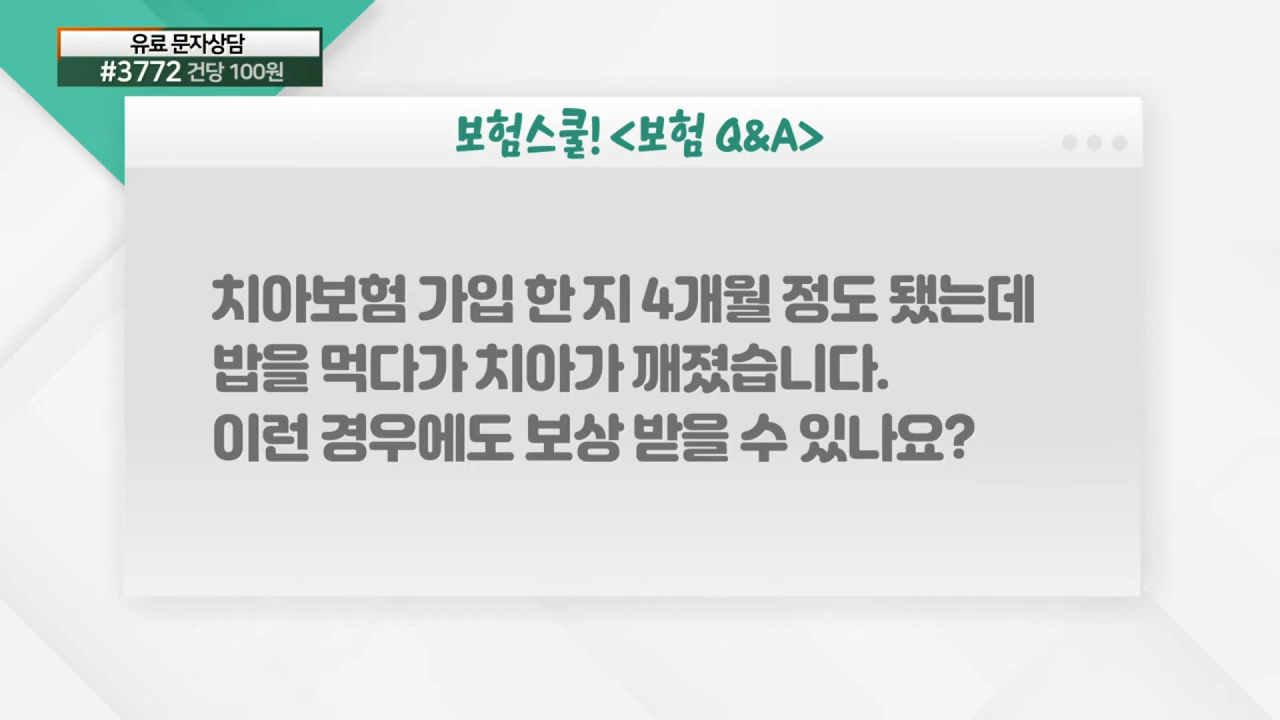 유료 문자상담
#3772 건당 100원
보험스쿨! <보험 Q&A>
치아보험 가입 한 지 4개월 정도 됐는데
밥을 먹다가 치아가 깨졌습니다.
이런 경우에도 보상 받을 수 있나요?